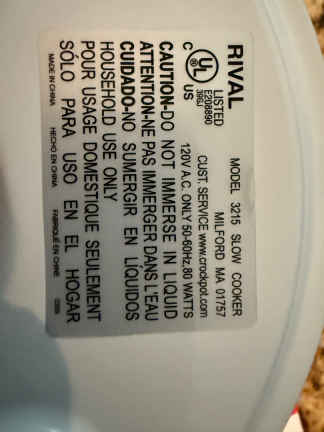 RIVAL
MODEL 3215 SLOW COOKER
LISTED
MILFORD MA 01757
E208890
396J
CUST. SERVICE www.crockpot.com
C UL US
120V A.C. ONLY 50-60Hz,80 WATTS
CAUTION-DO NOT IMMERSE IN LIQUID
ATTENTION-NE PAS IMMERGER DANS L'EAU
CUIDADO-NO SUMERGIR EN LIQUIDOS
HOUSEHOLD USE ONLY
POUR USAGE DOMESTIQUE SEULEMENT
SÓLO PARA USO EN EL HOGAR
MADE IN CHINA HECHO EN CHINA FABRIQUÉ EN CHINE